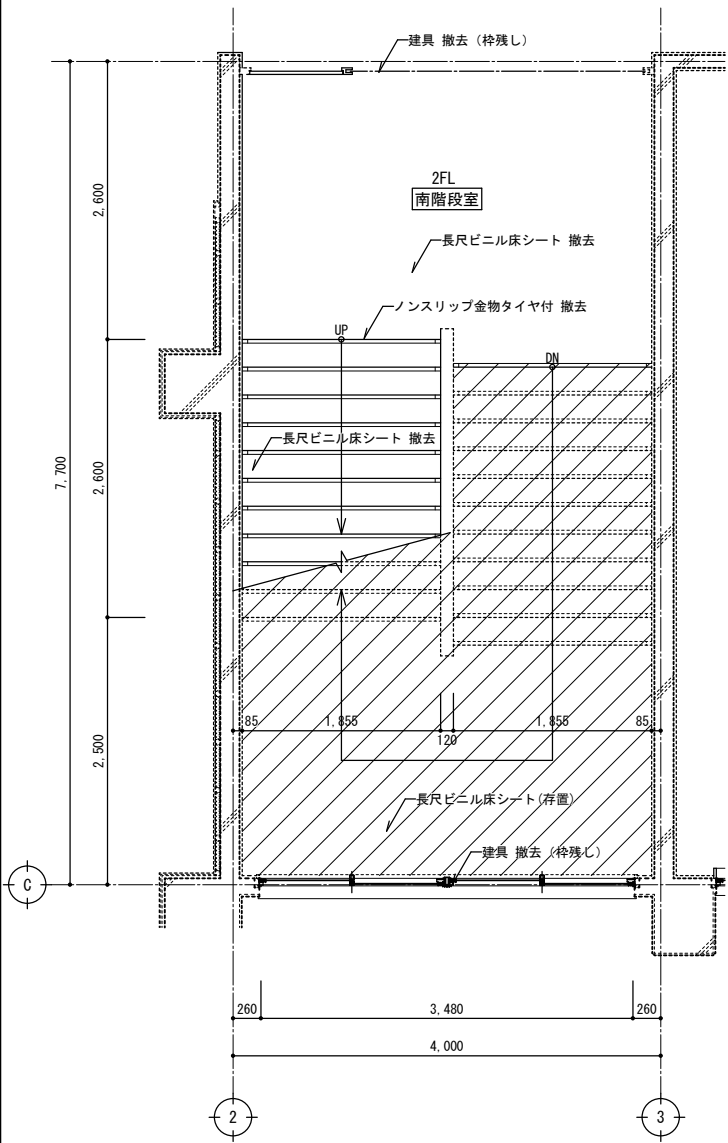 建具 撤去（枠残し）
2FL
南階段室
長尺ビニル床シート 撤去
ノンスリップ金物タイヤ付 撤去
UP
DN
長尺ビニル床シート 撤去
2,600
7,700
2,600
2,500
85
1,855
120
1,855
85
長尺ビニル床シート(存置)
建具 撤去（枠残し）
C
260
3,480
260
4,000
2
3